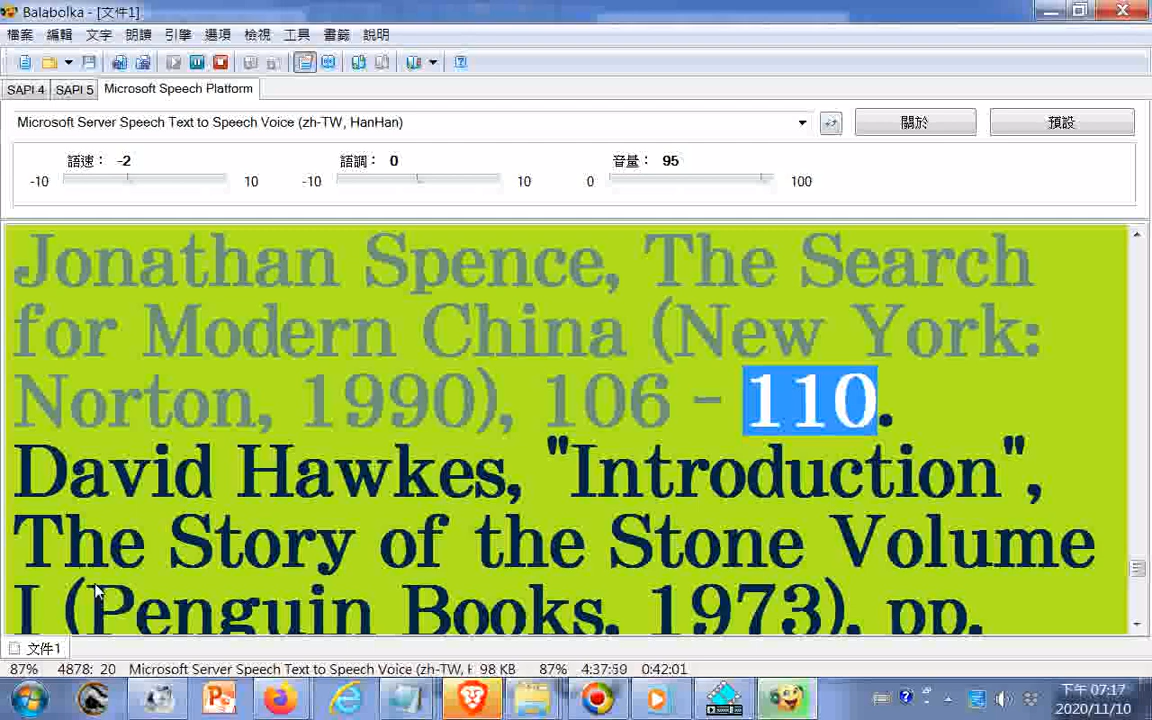 Balabolka - [文件1]
檔案 編輯 文字 朗讀 引擎 選項 檢視 工具 書籤 說明
SAPI 4 SAPI 5 Microsoft Speech Platform
Microsoft Server Speech Text to Speech Voice (zh-TW, HanHan) 關於 預設
語速： -2 語調： 0 音量： 95
-10 10 -10 10 0 100
Jonathan Spence, The Search
for Modern China (New York:
Norton, 1990), 106 - 110.
David Hawkes, "Introduction",
The Story of the Stone Volume
I (Penguin Books, 1973), pp.
文件1
87% 4878: 20 Microsoft Server Speech Text to Speech Voice (zh-TW, H 98 KB 87% 4:37:59 0:42:01
下午 07:17
2020/11/10